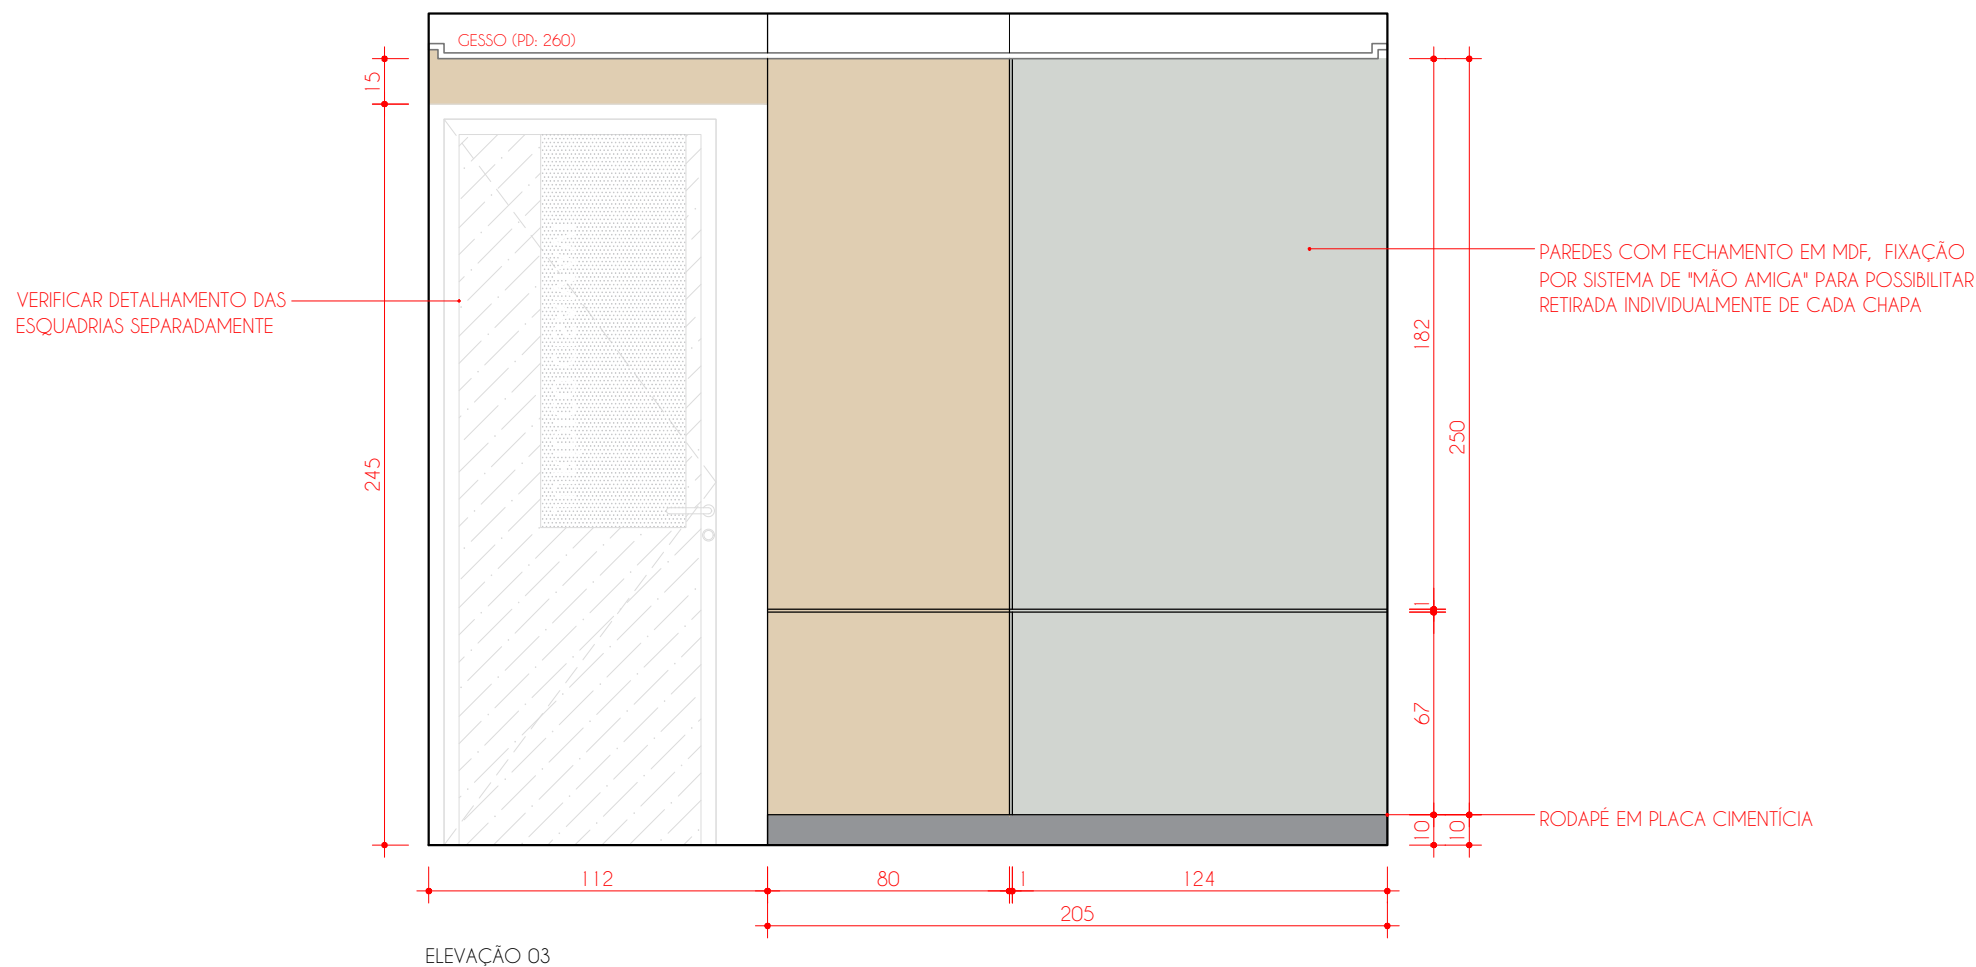 GESSO (PD: 260)
15
245
VERIFICAR DETALHAMENTO DAS
ESQUADRIAS SEPARADAMENTE
PAREDES COM FECHAMENTO EM MDF, FIXAÇÃO
POR SISTEMA DE "MÃO AMIGA" PARA POSSIBILITAR
RETIRADA INDIVIDUALMENTE DE CADA CHAPA
182
250
1
67
10
10
RODAPÉ EM PLACA CIMENTÍCIA
112
80
1
124
205
ELEVAÇÃO 03